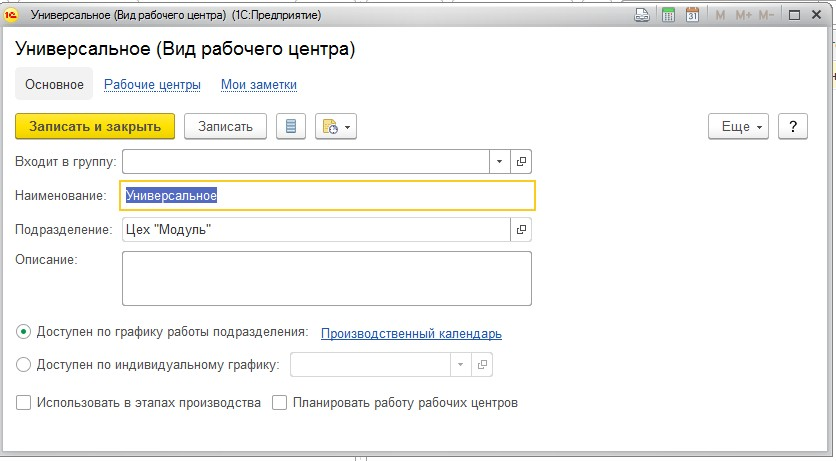 Универсальное (Вид рабочего центра) (1С:Предприятие)
M M+ M-
31
Универсальное (Вид рабочего центра)
Основное Рабочие центры Мои заметки
Записать и закрыть Записать Еще ?
Входит в группу:
Наименование: Универсальное
Подразделение: Цех "Модуль"
Описание:
Доступен по графику работы подразделения: Производственный календарь
Доступен по индивидуальному графику:
Использовать в этапах производства Планировать работу рабочих центров